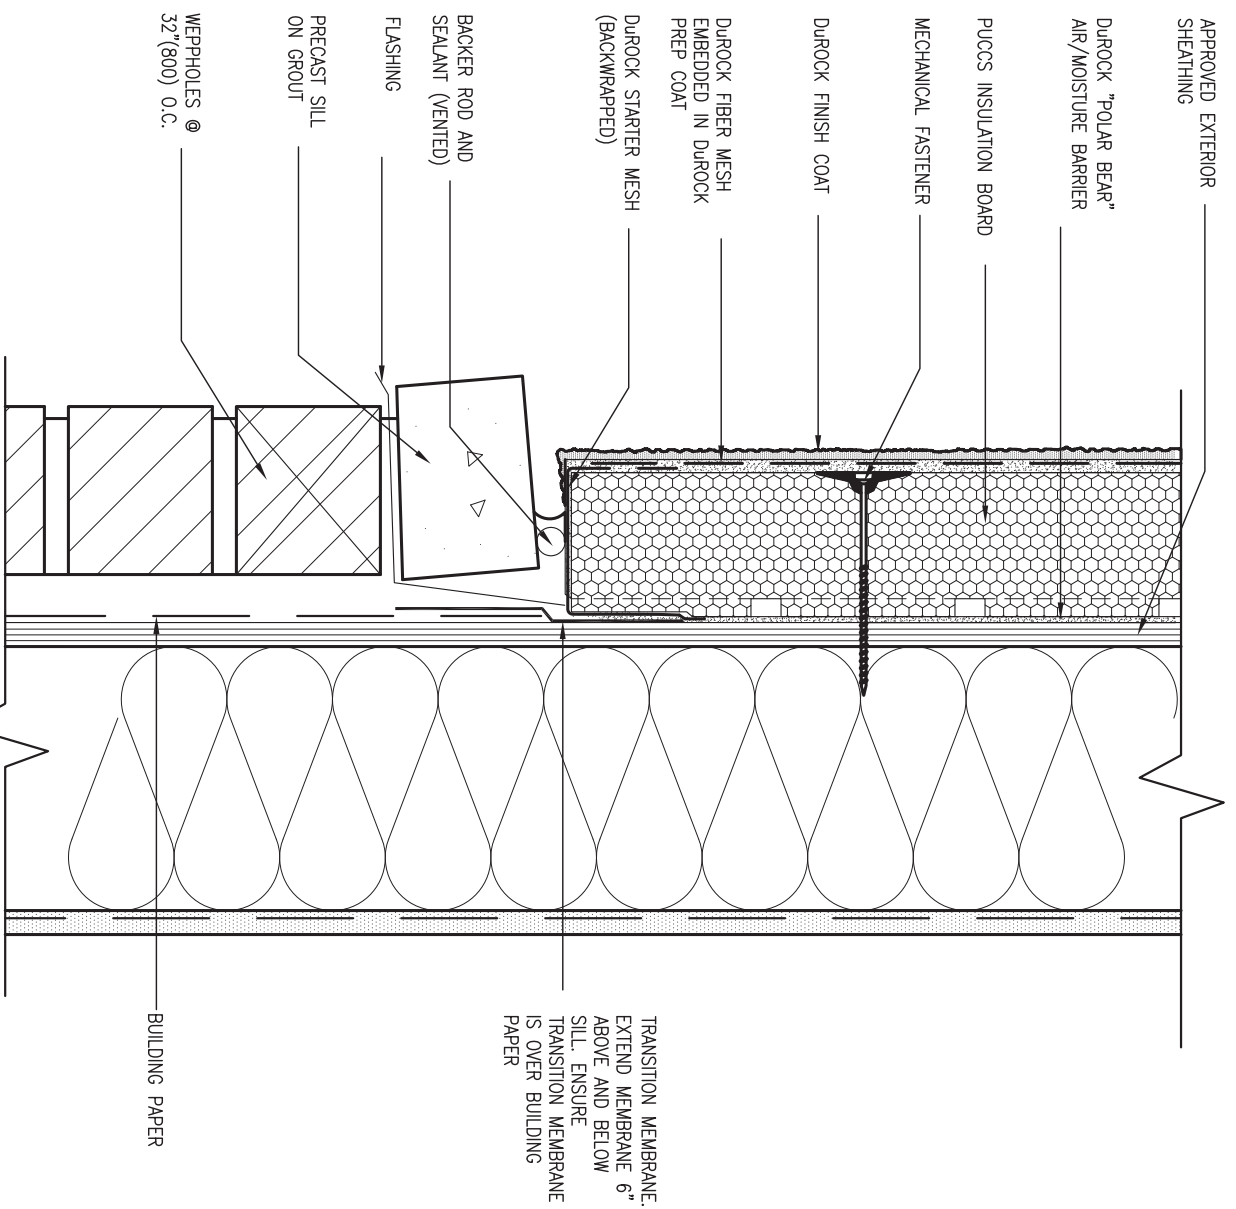 APPROVED EXTERIOR
SHEATHING
DuROCK "POLAR BEAR"
AIR/MOISTURE BARRIER
PUCCS INSULATION BOARD
MECHANICAL FASTENER
DuROCK FINISH COAT
DuROCK FIBER MESH
EMBEDDED IN DuROCK
PREP COAT
DuROCK STARTER MESH
(BACKWRAPPED)
BACKER ROD AND
SEALANT (VENTED)
FLASHING
PRECAST SILL
ON GROUT
WEPPHOLES @
32"(800) O.C.
TRANSITION MEMBRANE.
EXTEND MEMBRANE 6"
ABOVE AND BELOW
SILL. ENSURE
TRANSITION MEMBRANE
IS OVER BUILDING
PAPER
BUILDING PAPER